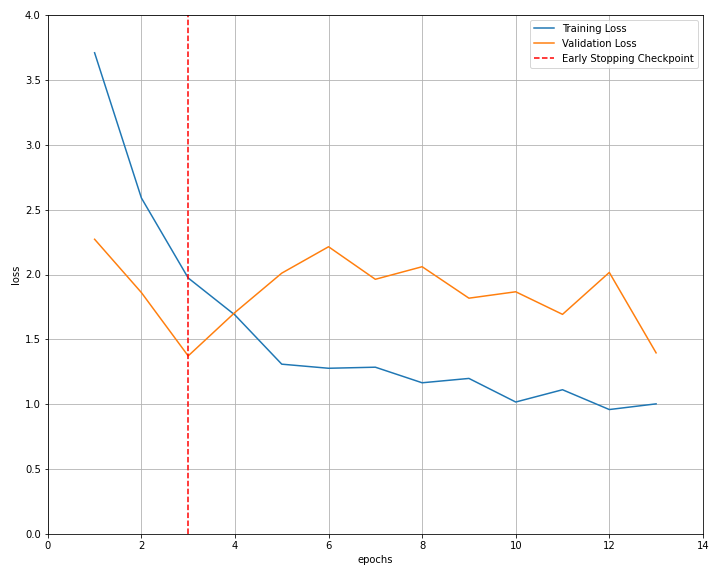 Training Loss
Validation Loss
Early Stopping Checkpoint
4.0
3.5
3.0
2.5
2.0
1.5
1.0
0.5
0.0
loss
0 2 4 6 8 10 12 14
epochs